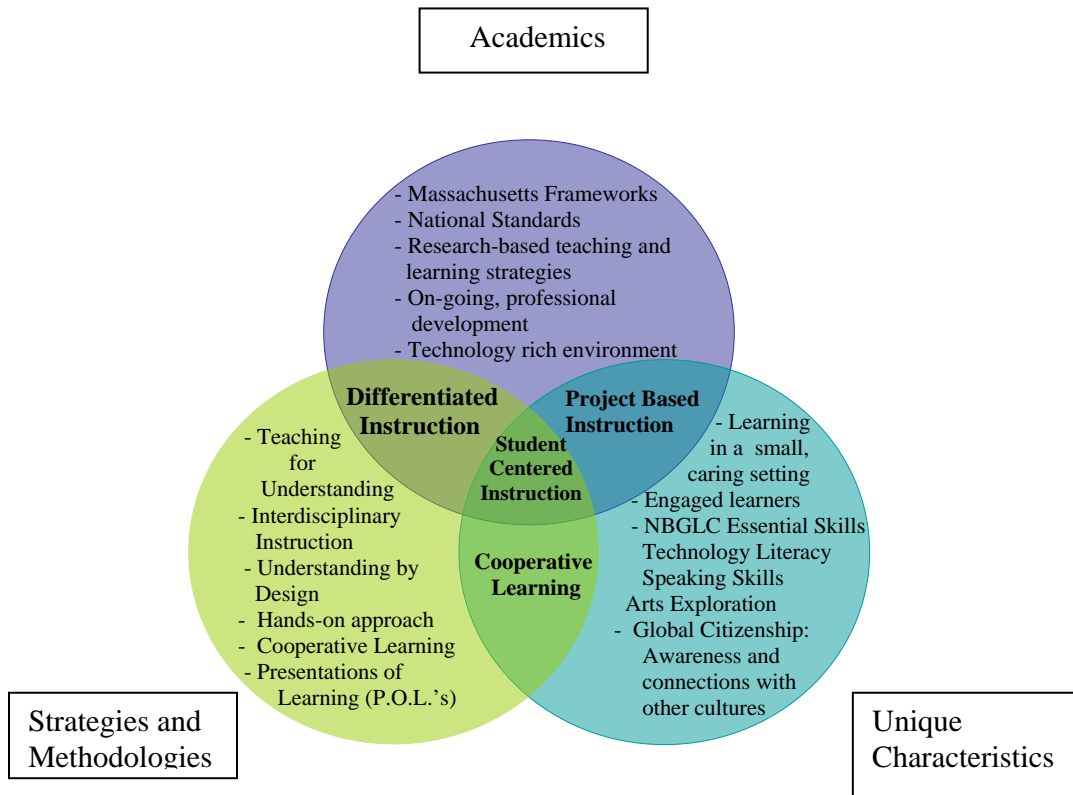 Academics
- Massachusetts Frameworks
- National Standards
- Research-based teaching and
learning strategies
- On-going, professional
development
- Technology rich environment
Differentiated
Instruction
Project Based
Instruction
Student
Centered
Instruction
Cooperative
Learning
- Teaching
for
Understanding
- Interdisciplinary
Instruction
- Understanding by
Design
- Hands-on approach
- Cooperative Learning
- Presentations of
Learning (P.O.L.’s)
- Learning
in a small,
caring setting
- Engaged learners
- NBGLC Essential Skills
Technology Literacy
Speaking Skills
Arts Exploration
- Global Citizenship:
Awareness and
connections with
other cultures
Strategies and
Methodologies
Unique
Characteristics